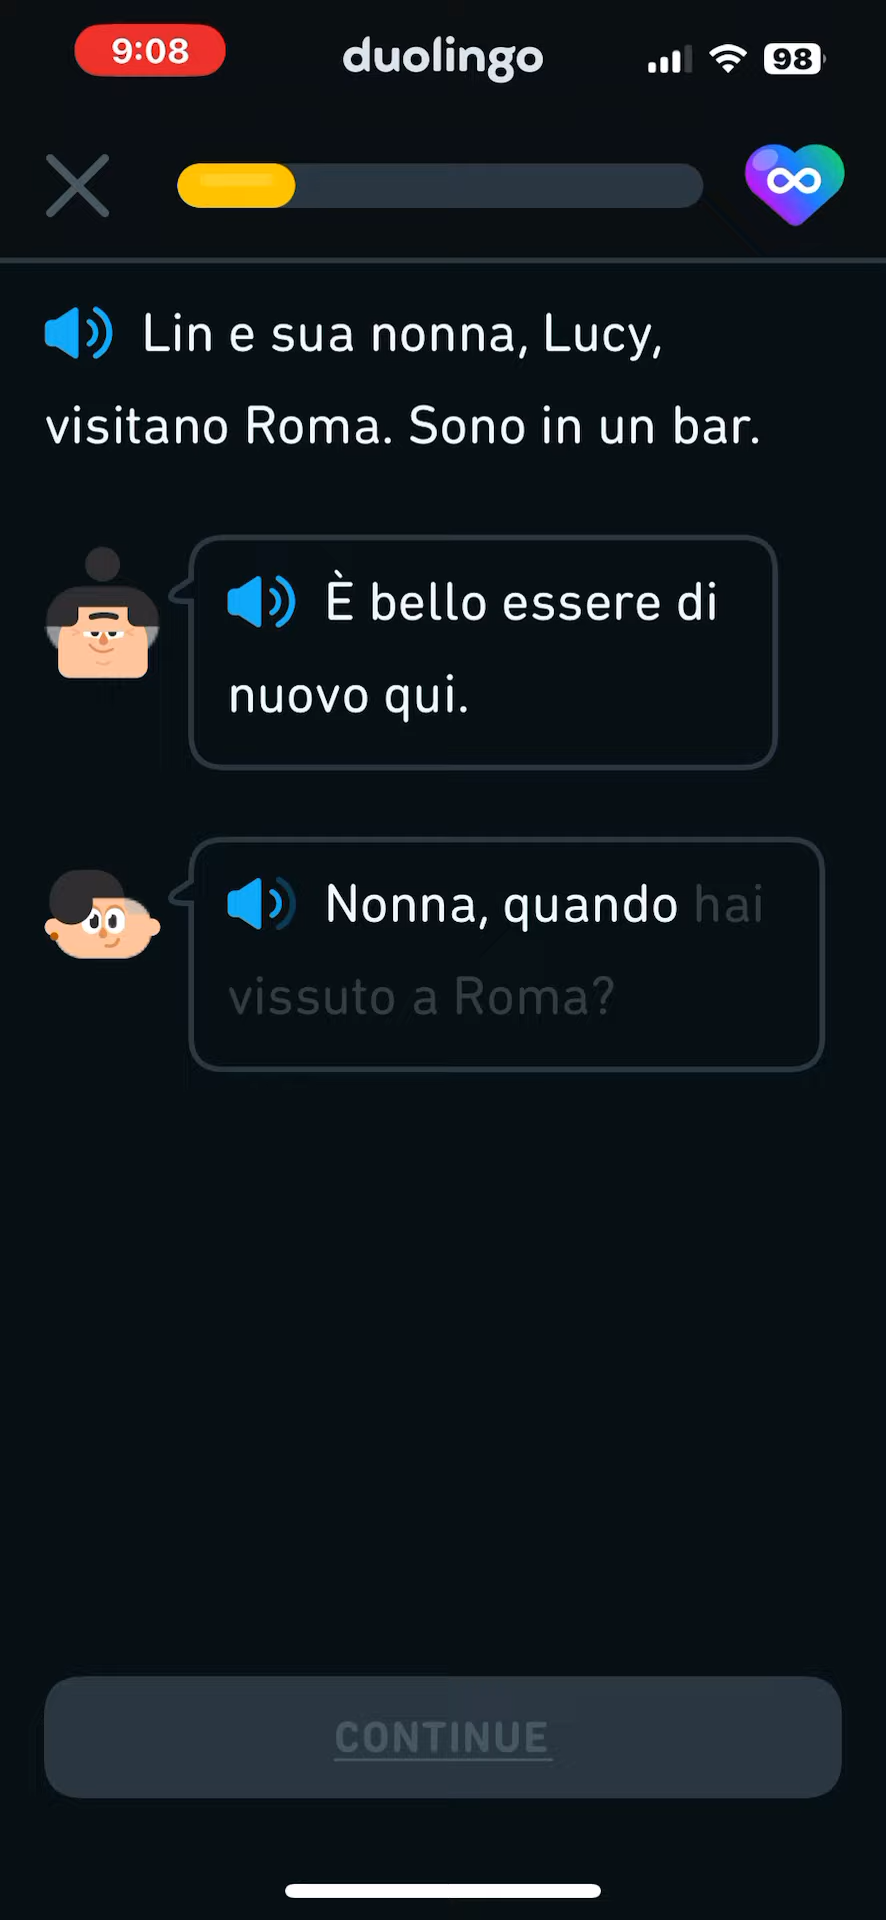 9:08 duolingo 98
Lin e sua nonna, Lucy,
visitano Roma. Sono in un bar.
È bello essere di
nuovo qui.
Nonna, quando hai
vissuto a Roma?
CONTINUE